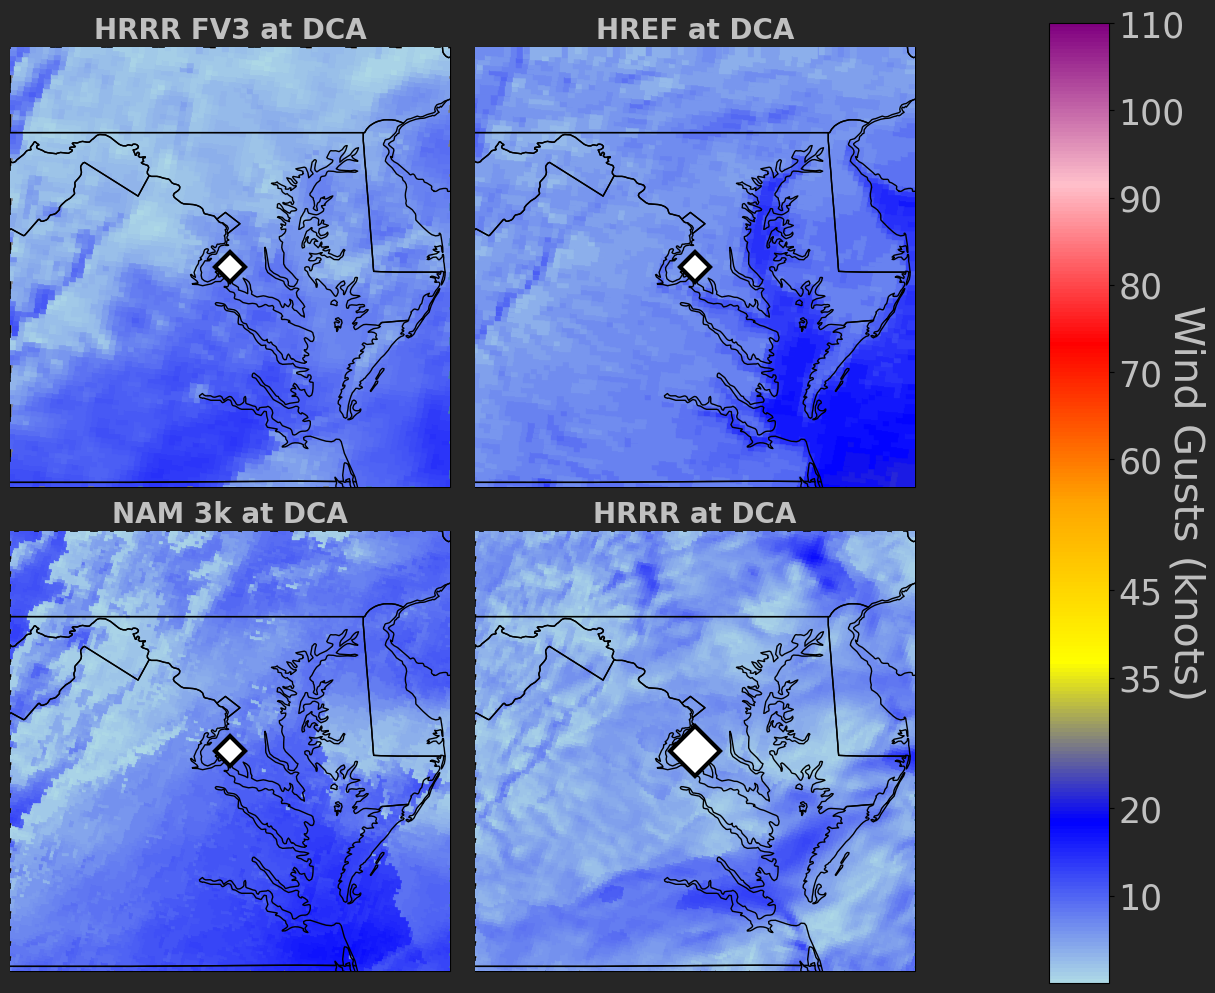 HRRR FV3 at DCA
HREF at DCA
NAM 3k at DCA
HRRR at DCA
110
100
90
80
70
60
45
35
20
10
Wind Gusts (knots)